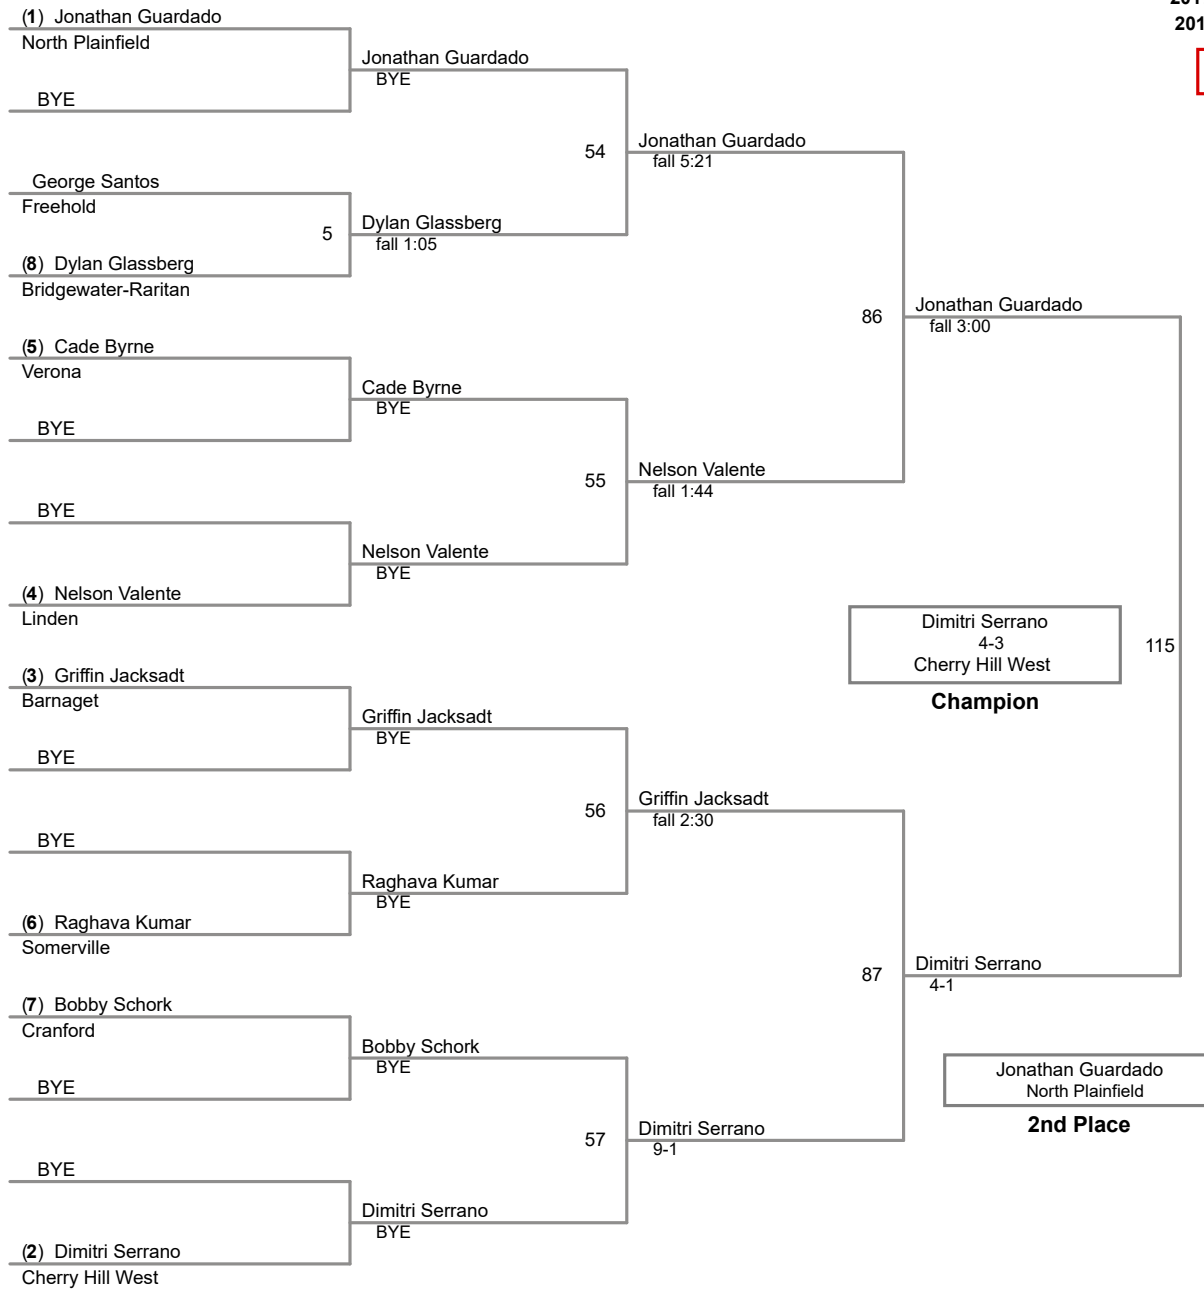 201
201
(1) Jonathan Guardado
North Plainfield
Jonathan Guardado
BYE
BYE
54
Jonathan Guardado
fall 5:21
George Santos
Freehold
5
Dylan Glassberg
fall 1:05
(8) Dylan Glassberg
Bridgewater-Raritan
86
Jonathan Guardado
fall 3:00
(5) Cade Byrne
Verona
Cade Byrne
BYE
BYE
55
Nelson Valente
fall 1:44
BYE
Nelson Valente
BYE
(4) Nelson Valente
Linden
Dimitri Serrano
4-3
Cherry Hill West
115
Champion
(3) Griffin Jacksadt
Barnaget
Griffin Jacksadt
BYE
BYE
56
Griffin Jacksadt
fall 2:30
BYE
Raghava Kumar
BYE
(6) Raghava Kumar
Somerville
87
Dimitri Serrano
4-1
(7) Bobby Schork
Cranford
Bobby Schork
BYE
BYE
Jonathan Guardado
North Plainfield
2nd Place
57
Dimitri Serrano
9-1
BYE
Dimitri Serrano
BYE
(2) Dimitri Serrano
Cherry Hill West